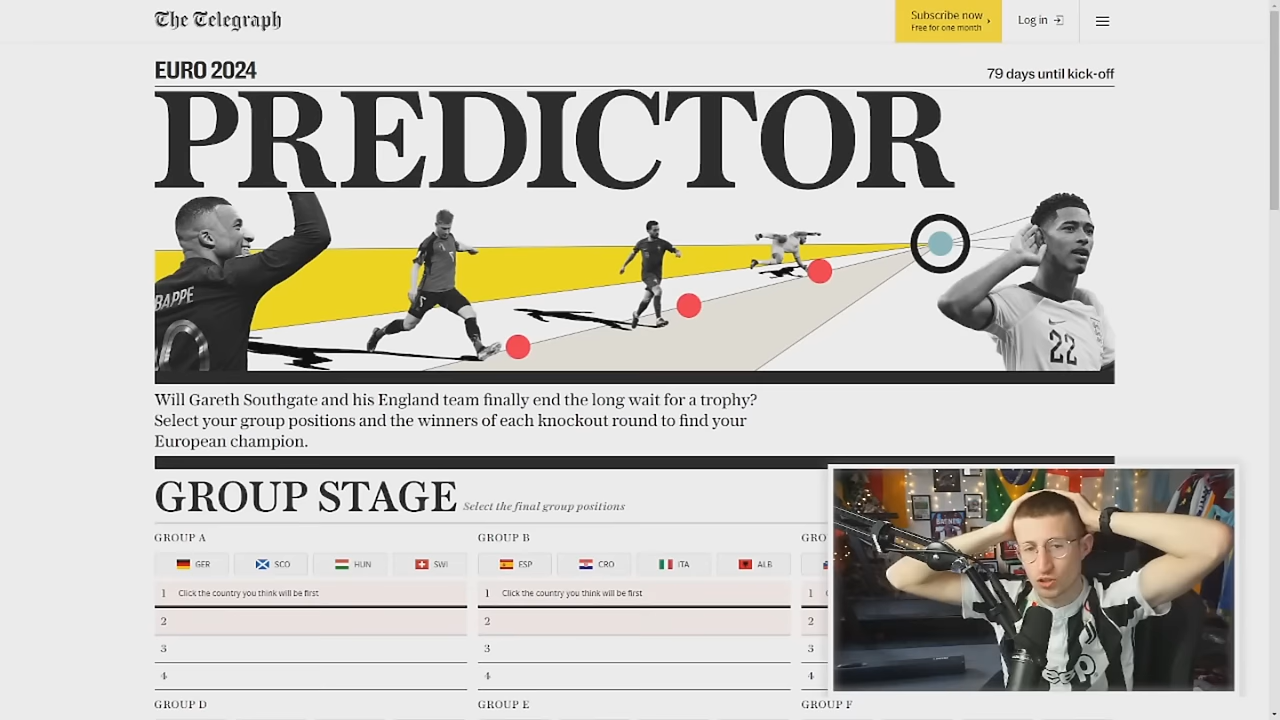 The Telegraph
Subscribe now
Free for one month
Log in
EURO 2024
79 days until kick-off
PREDICTOR
BAPPE
22
Will Gareth Southgate and his England team finally end the long wait for a trophy?
Select your group positions and the winners of each knockout round to find your
European champion.
GROUP STAGE Select the final group positions
GROUP A
GROUP B
GRO
GER SCO HUN SWI
ESP CRO ITA ALB
1 Click the country you think will be first
1 Click the country you think will be first
1
2
2
2
3
3
3
4
4
4
GROUP D
GROUP E
GROUP F